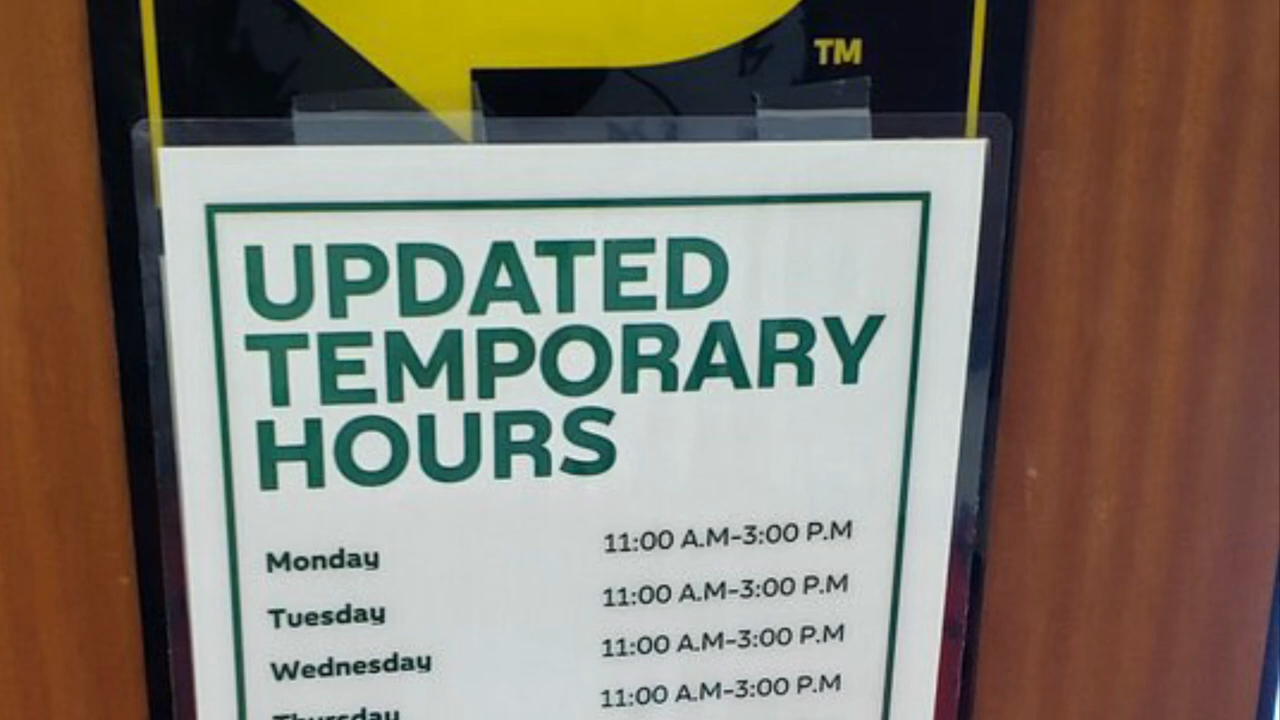 TM
UPDATED
TEMPORARY
HOURS
Monday 11:00 A.M-3:00 P.M
Tuesday 11:00 A.M-3:00 P.M
Wednesday 11:00 A.M-3:00 P.M
Thursday 11:00 A.M-3:00 P.M